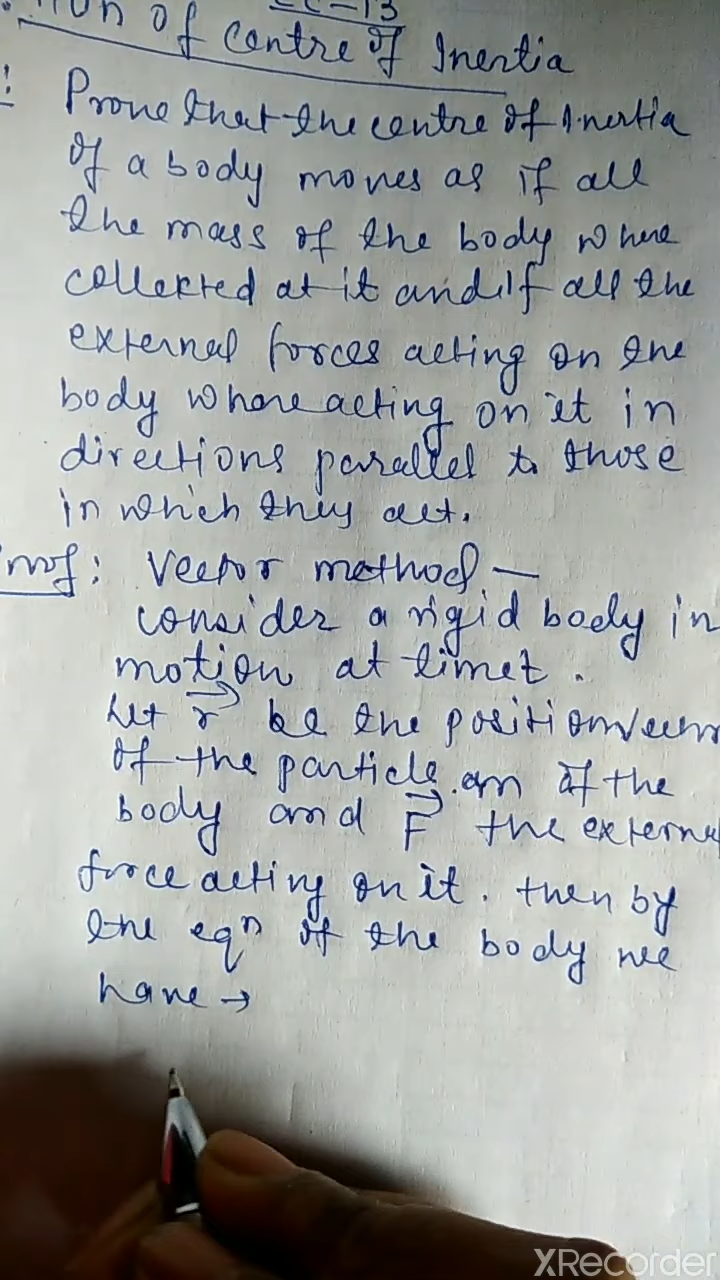 CC-13
of Centre of Inertia
Prove that the centre of Inertia
of a body moves as if all
the mass of the body where
collected at it and if all the
external forces acting on the
body where acting on it in
directions parallel to those
in which they act.
Proof: Vector method —
consider a rigid body in
motion at time t.
Let r be the position vector
of the particle m of the
body and F the external
force acting on it. then by
the eqn of the body we
have →
XRecorder